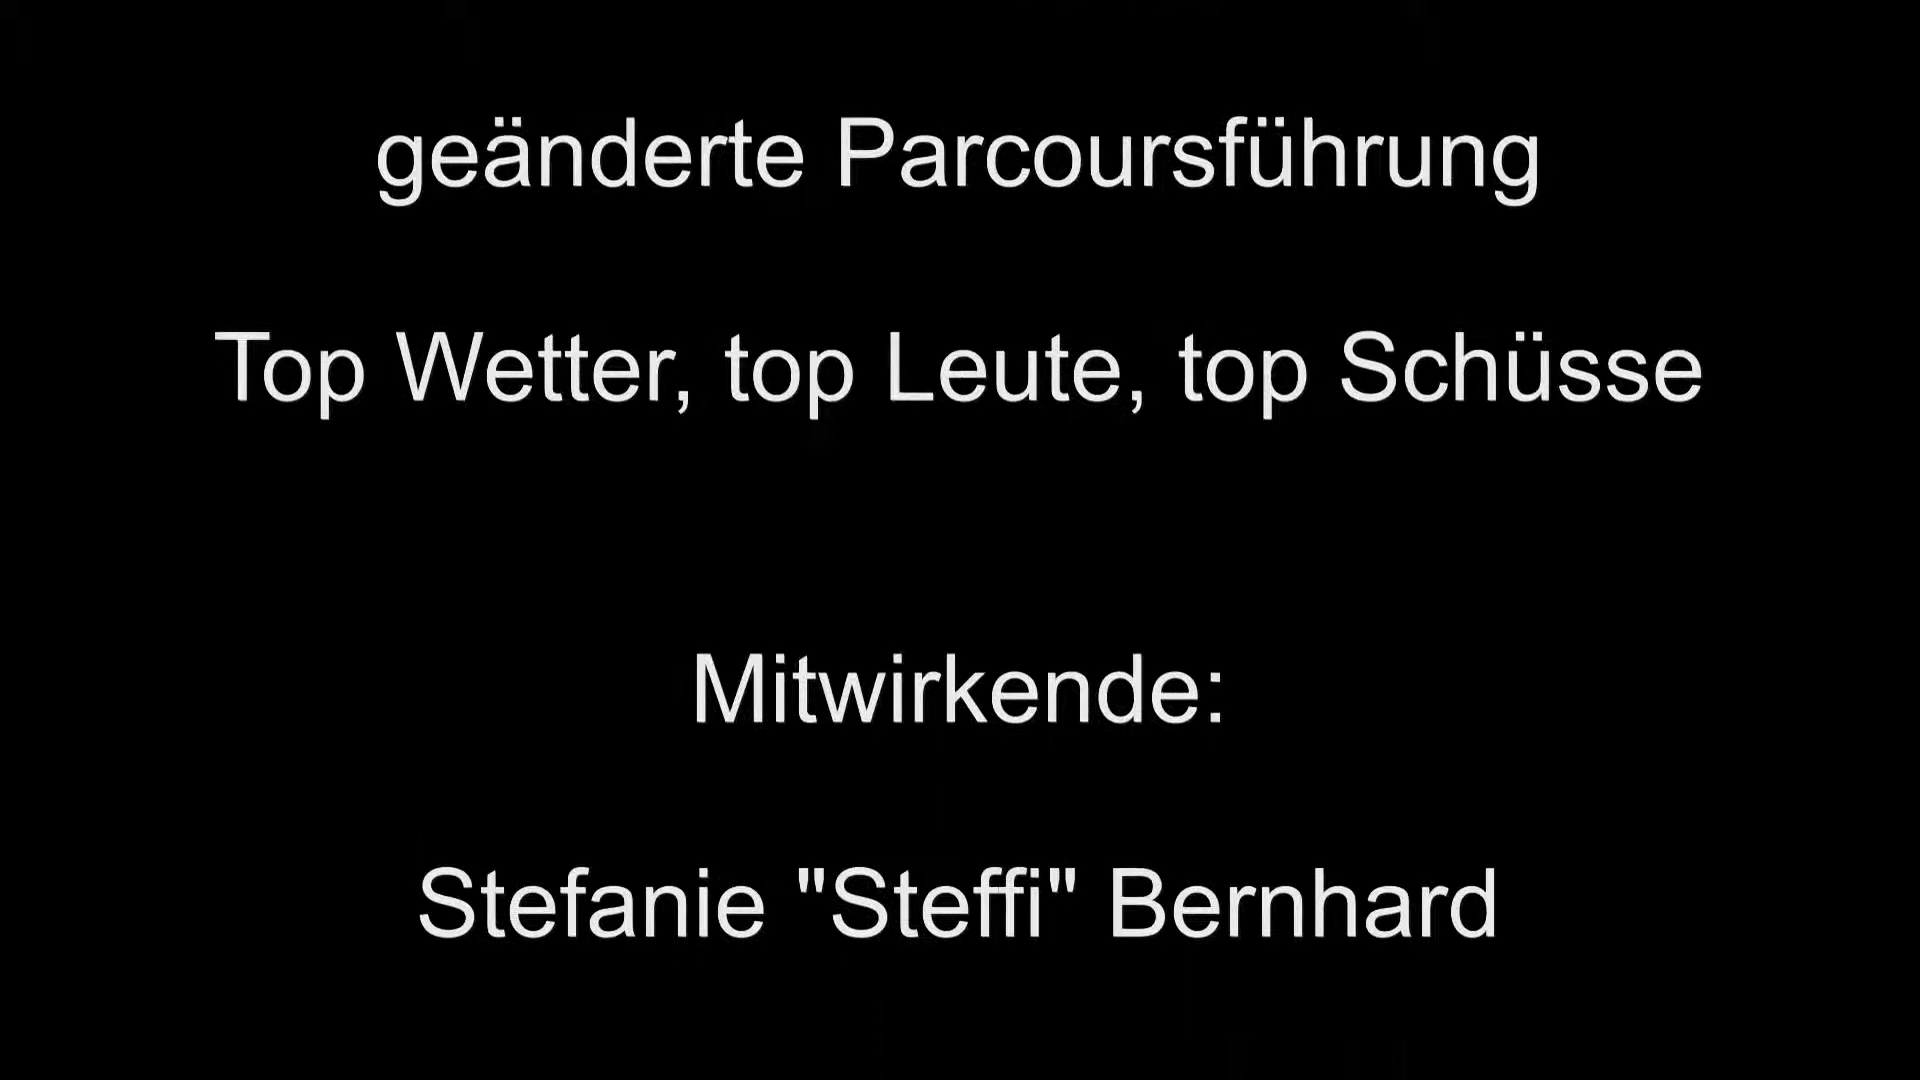 geänderte Parcoursführung
Top Wetter, top Leute, top Schüsse
Mitwirkende:
Stefanie "Steffi" Bernhard